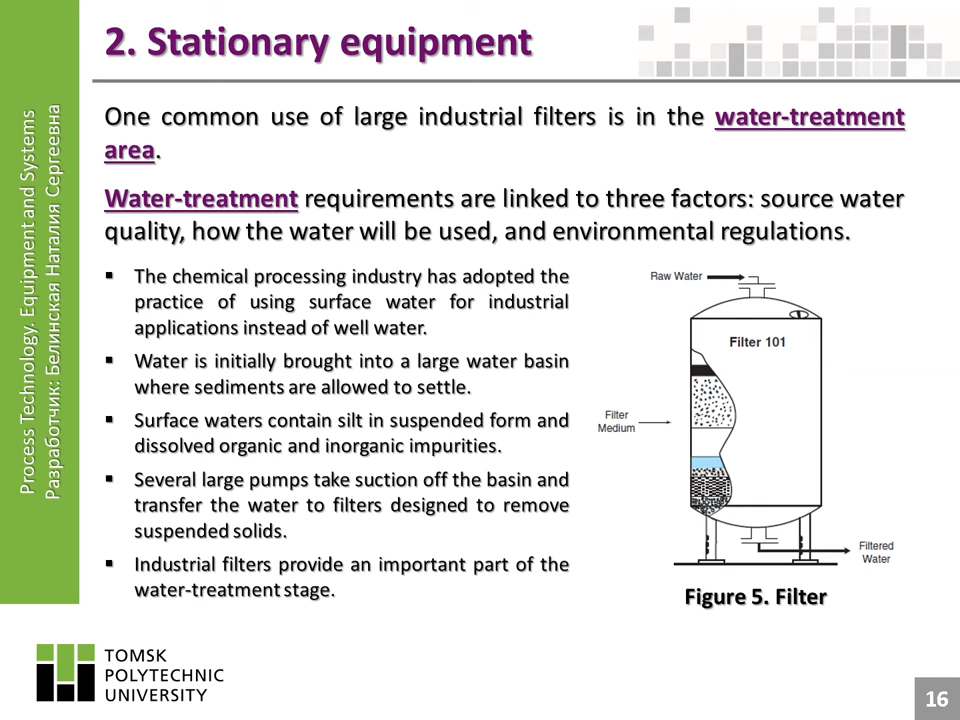 2. Stationary equipment
Process Technology. Equipment and Systems
Разработчик: Белинская Наталия Сергеевна
One common use of large industrial filters is in the water-treatment
area.
Water-treatment requirements are linked to three factors: source water
quality, how the water will be used, and environmental regulations.
▪ The chemical processing industry has adopted the
practice of using surface water for industrial
applications instead of well water.
▪ Water is initially brought into a large water basin
where sediments are allowed to settle.
▪ Surface waters contain silt in suspended form and
dissolved organic and inorganic impurities.
▪ Several large pumps take suction off the basin and
transfer the water to filters designed to remove
suspended solids.
▪ Industrial filters provide an important part of the
water-treatment stage.
Raw Water
Filter 101
Filter
Medium
Filtered
Water
Figure 5. Filter
TOMSK
POLYTECHNIC
UNIVERSITY
16